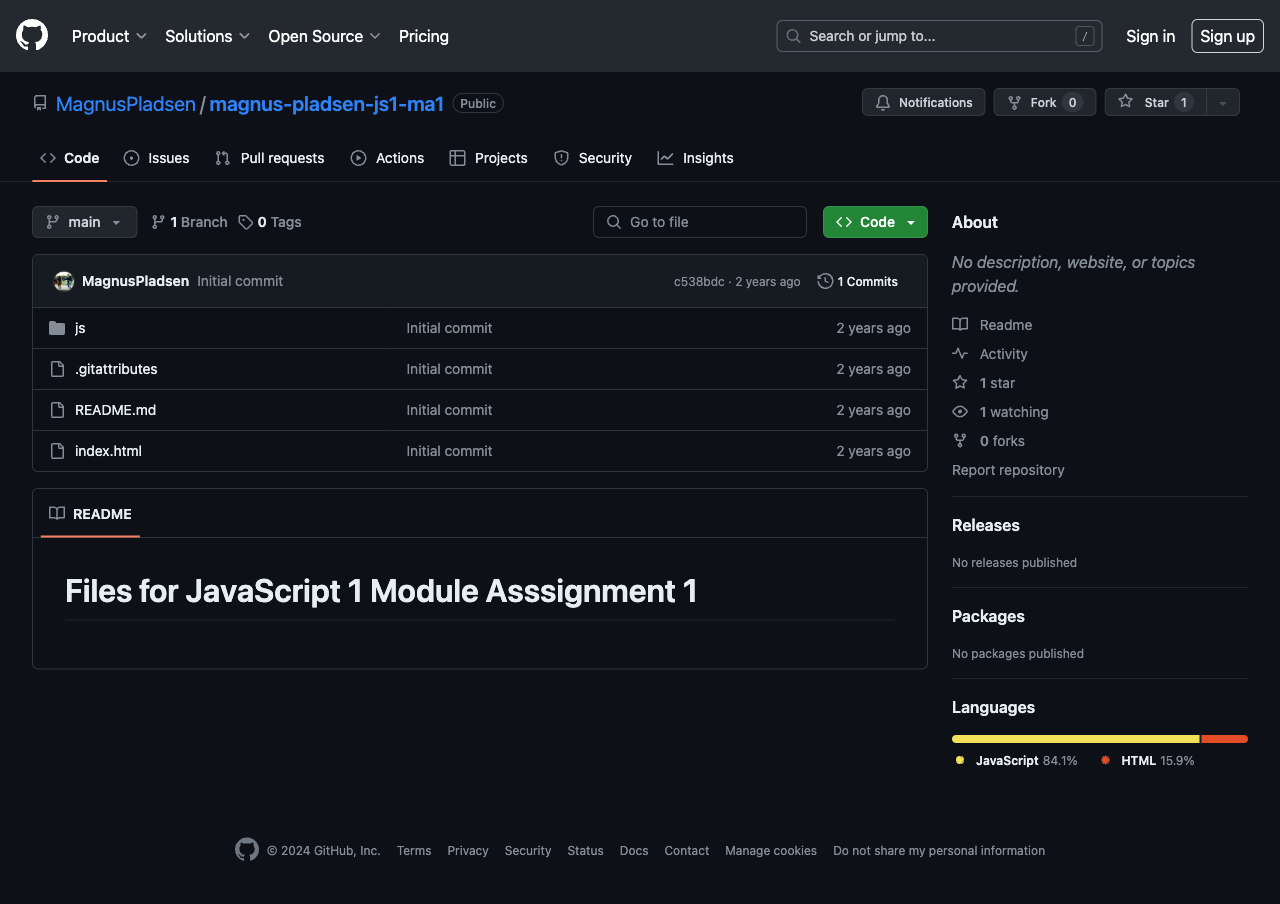 Product Solutions Open Source Pricing Search or jump to... / Sign in Sign up
MagnusPladsen / magnus-pladsen-js1-ma1 Public Notifications Fork 0 Star 1
Code Issues Pull requests Actions Projects Security Insights
main 1 Branch 0 Tags Go to file Code
MagnusPladsen Initial commit c538bdc · 2 years ago 1 Commits
js Initial commit 2 years ago
.gitattributes Initial commit 2 years ago
README.md Initial commit 2 years ago
index.html Initial commit 2 years ago
README
Files for JavaScript 1 Module Asssignment 1
About
No description, website, or topics
provided.
Readme
Activity
1 star
1 watching
0 forks
Report repository
Releases
No releases published
Packages
No packages published
Languages
JavaScript 84.1% HTML 15.9%
© 2024 GitHub, Inc. Terms Privacy Security Status Docs Contact Manage cookies Do not share my personal information